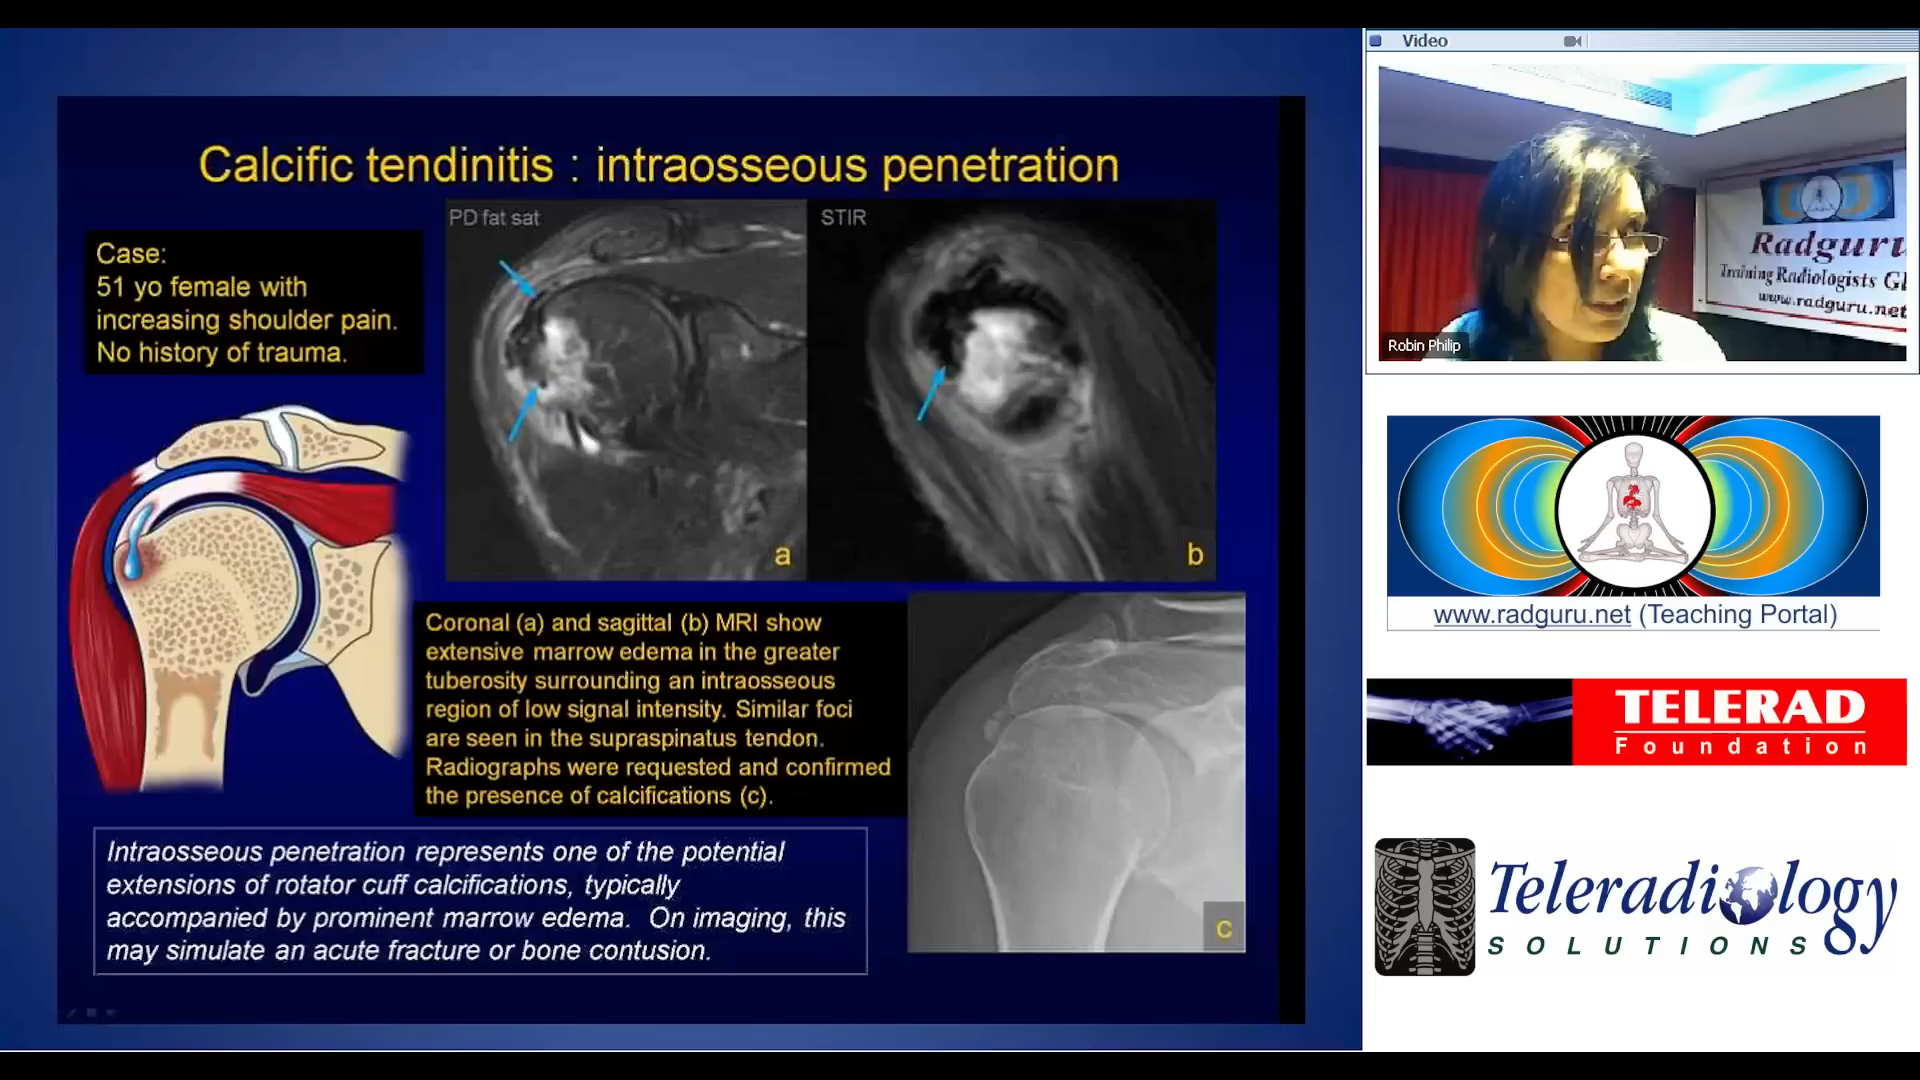 Calcific tendinitis : intraosseous penetration
Case:
51 yo female with
increasing shoulder pain.
No history of trauma.
PD fat sat
a
STIR
b
Coronal (a) and sagittal (b) MRI show
extensive marrow edema in the greater
tuberosity surrounding an intraosseous
region of low signal intensity. Similar foci
are seen in the supraspinatus tendon.
Radiographs were requested and confirmed
the presence of calcifications (c).
c
Intraosseous penetration represents one of the potential
extensions of rotator cuff calcifications, typically
accompanied by prominent marrow edema.  On imaging, this
may simulate an acute fracture or bone contusion.
Video
Radguru
Training Radiologists Gl
www.radguru.net
Robin Philip
www.radguru.net (Teaching Portal)
TELERAD
Foundation
Teleradiology
SOLUTIONS